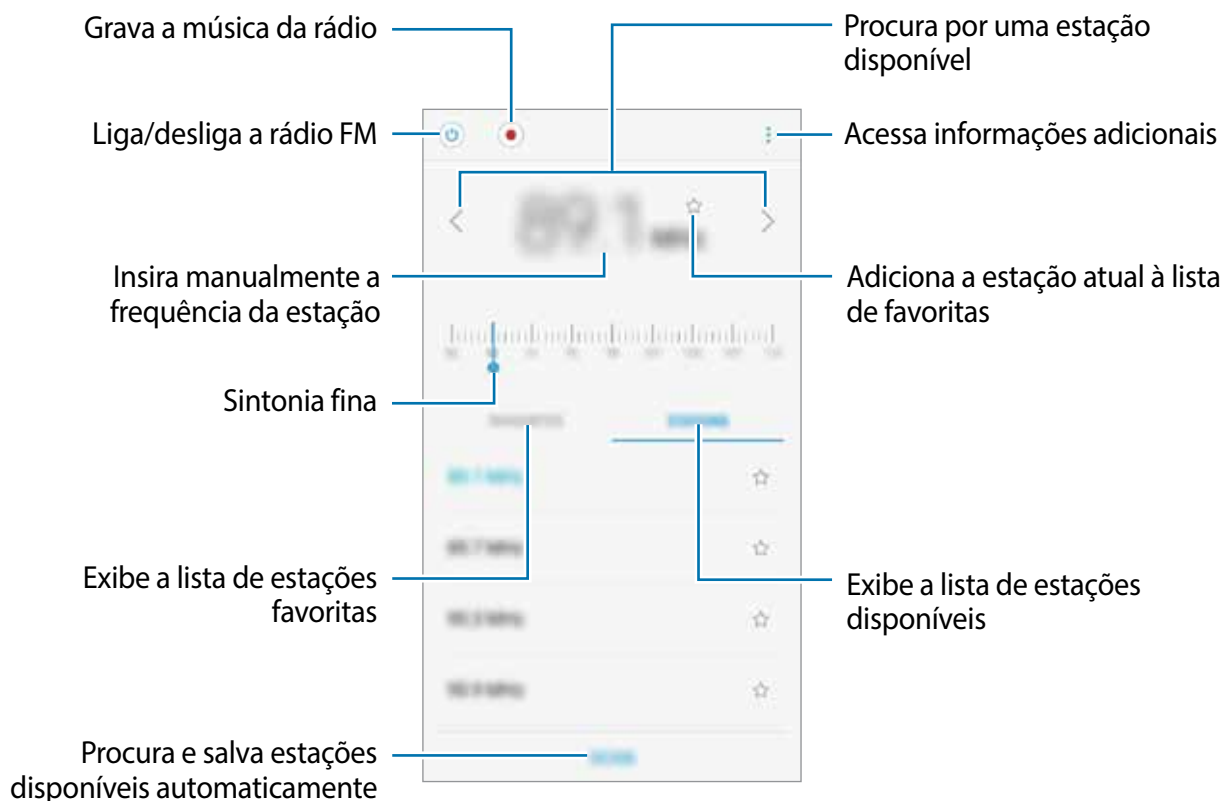 Grava a música da rádio
Procura por uma estação
disponível
Liga/desliga a rádio FM
Acessa informações adicionais
89.1
Insira manualmente a
frequência da estação
Adiciona a estação atual à lista
de favoritas
Sintonia fina
Exibe a lista de estações
favoritas
Exibe a lista de estações
disponíveis
Procura e salva estações
disponíveis automaticamente